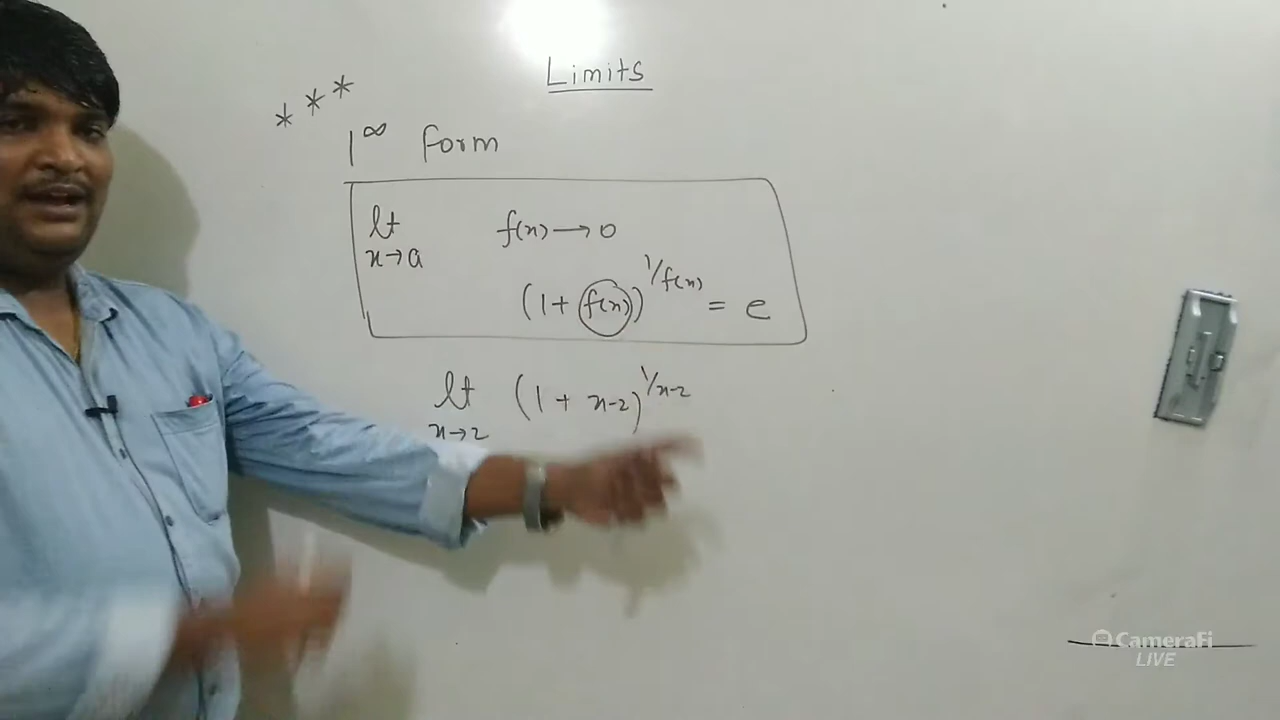 Limits
* * *
1^∞ form
lt x→a f(x) → 0
(1 + f(x))^1/f(x) = e
lt x→2 (1 + x-2)^1/x-2
CameraFi
LIVE